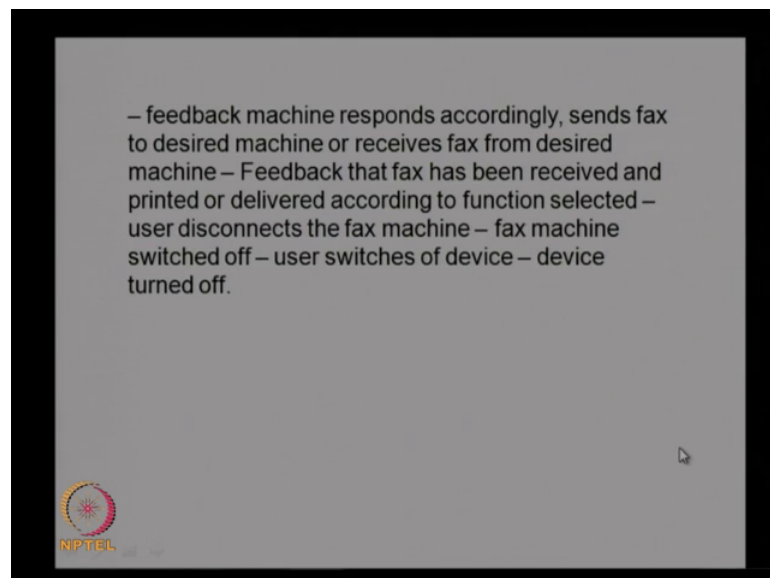 – feedback machine responds accordingly, sends fax
to desired machine or receives fax from desired
machine – Feedback that fax has been received and
printed or delivered according to function selected –
user disconnects the fax machine – fax machine
switched off – user switches of device – device
turned off.
NPTEL